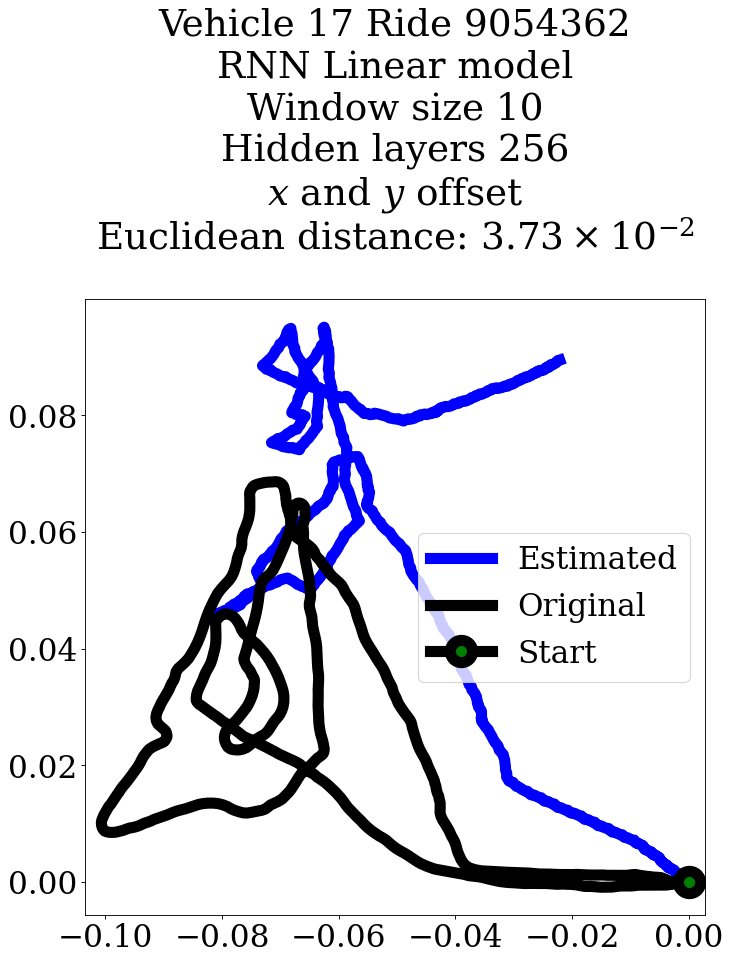 Vehicle 17 Ride 9054362
RNN Linear model
Window size 10
Hidden layers 256
x and y offset
Euclidean distance: 3.73 × 10⁻²
0.08
0.06
0.04
0.02
0.00
Estimated
Original
Start
−0.10 −0.08 −0.06 −0.04 −0.02 0.00